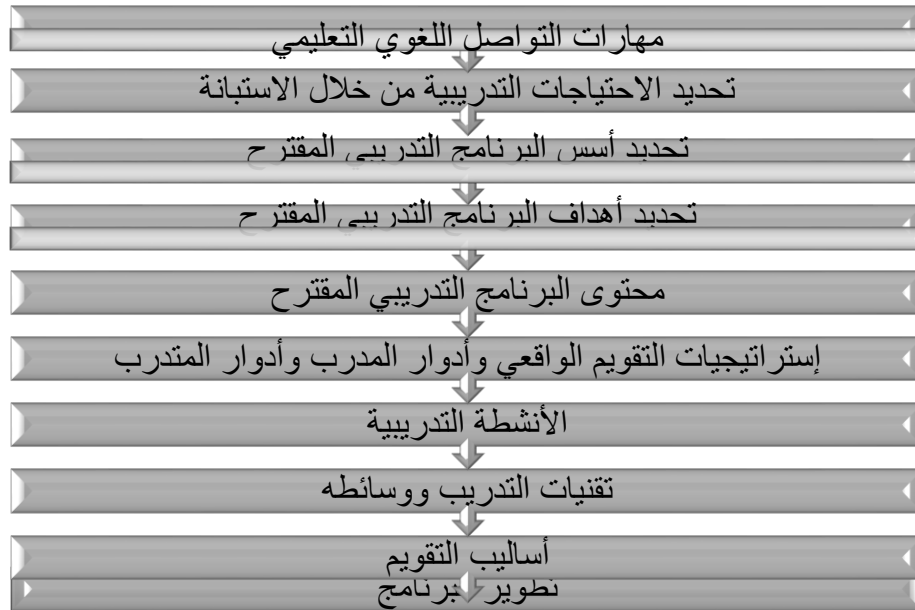 مهارات التواصل اللغوي التعليمي
تحديد الاحتياجات التدريبية من خلال الاستبانة
تحديد أسس البرنامج التدريبي المقترح
تحديد أهداف البرنامج التدريبي المقترح
محتوى البرنامج التدريبي المقترح
إستراتيجيات التقويم الواقعي وأدوار المدرب وأدوار المتدرب
الأنشطة التدريبية
تقنيات التدريب ووسائطه
أساليب التقويم
تطوير البرنامج